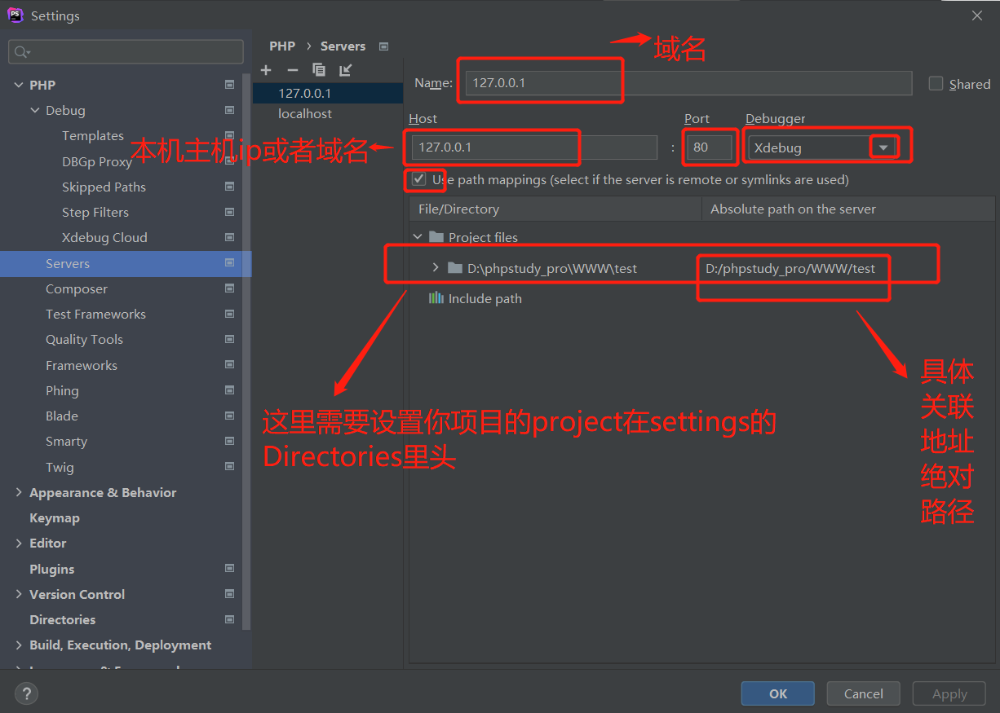 PS
Settings
PHP › Servers
PHP
Debug
Templates
DBGp Proxy
Skipped Paths
Step Filters
Xdebug Cloud
Servers
Composer
Test Frameworks
Quality Tools
Frameworks
Phing
Blade
Smarty
Twig
Appearance & Behavior
Keymap
Editor
Plugins
Version Control
Directories
Build, Execution, Deployment
127.0.0.1
localhost
域名
Name: 127.0.0.1
Shared
Host
Port
Debugger
本机主机ip或者域名
127.0.0.1 : 80 Xdebug
Use path mappings (select if the server is remote or symlinks are used)
File/Directory
Absolute path on the server
Project files
D:\phpstudy_pro\WWW\test
D:/phpstudy_pro/WWW/test
Include path
这里需要设置你项目的project在settings的
Directories里头
具体
关联
地址
绝对
路径
?
OK
Cancel
Apply